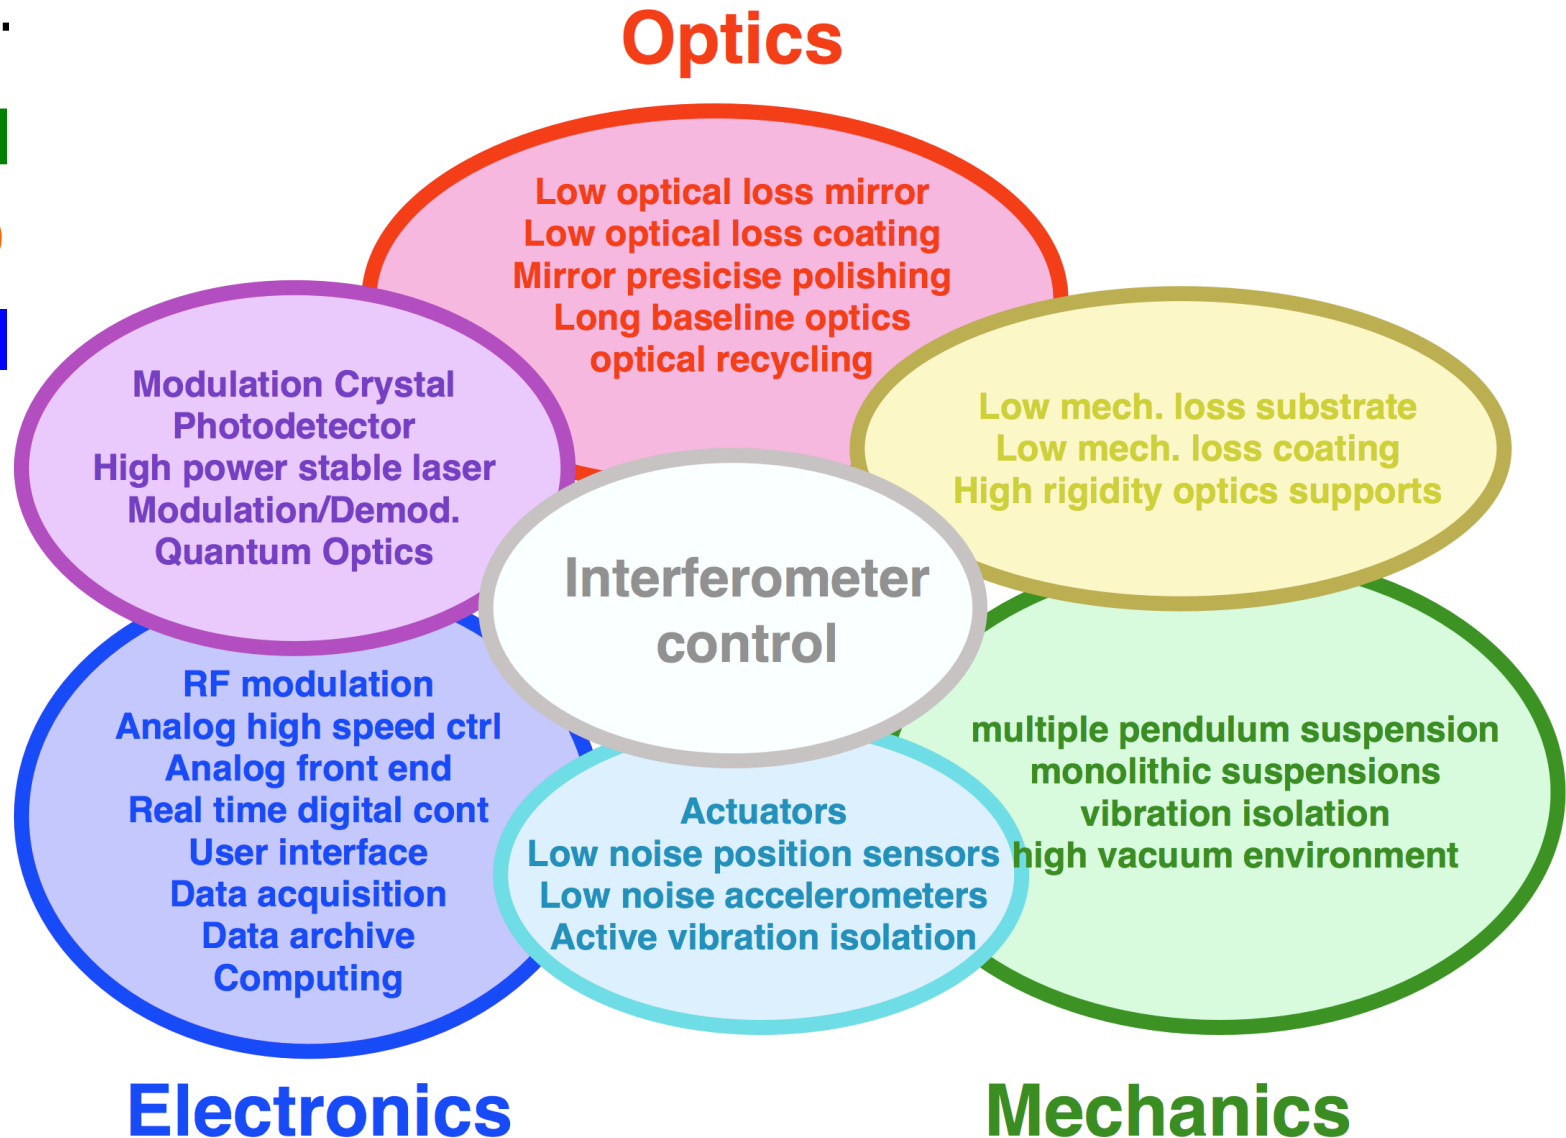 Optics
Low optical loss mirror
Low optical loss coating
Mirror presicise polishing
Long baseline optics
optical recycling
Modulation Crystal
Photodetector
High power stable laser
Modulation/Demod.
Quantum Optics
Low mech. loss substrate
Low mech. loss coating
High rigidity optics supports
Interferometer
control
RF modulation
Analog high speed ctrl
Analog front end
Real time digital cont
User interface
Data acquisition
Data archive
Computing
Actuators
Low noise position sensors
Low noise accelerometers
Active vibration isolation
multiple pendulum suspension
monolithic suspensions
vibration isolation
high vacuum environment
Electronics
Mechanics